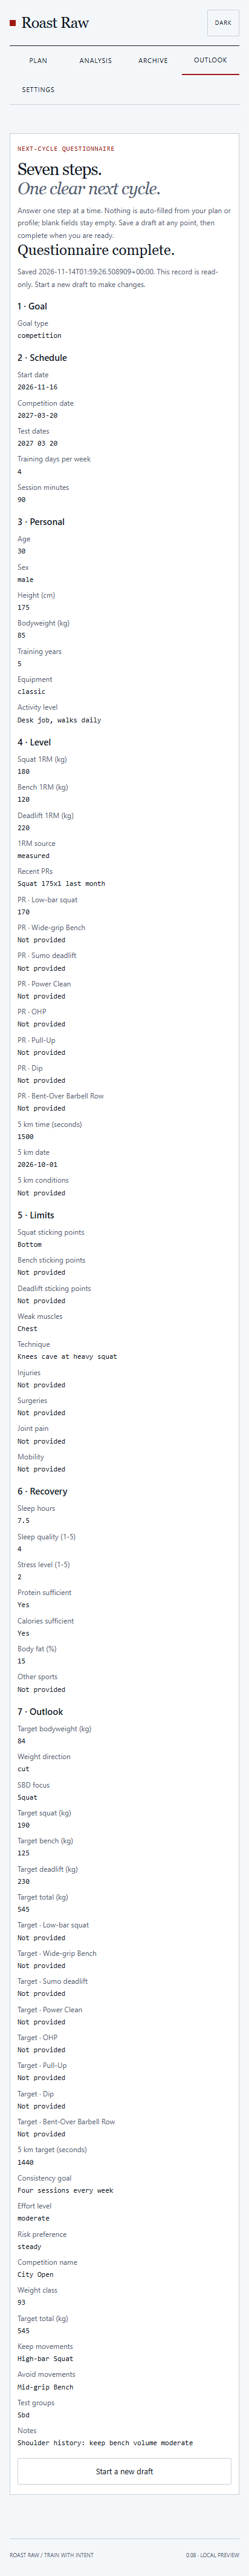 Roast Raw
DARK
PLAN
ANALYSIS
ARCHIVE
OUTLOOK
SETTINGS
NEXT-CYCLE QUESTIONNAIRE
Seven steps.
One clear next cycle.
Answer one step at a time. Nothing is auto-filled from your plan or
profile; blank fields stay empty. Save a draft at any point, then
complete when you are ready.
Questionnaire complete.
Saved 2026-11-14T01:59:26.508909+00:00. This record is read-
only. Start a new draft to make changes.
1 · Goal
Goal type
competition
2 · Schedule
Start date
2026-11-16
Competition date
2027-03-20
Test dates
2027 03 20
Training days per week
4
Session minutes
90
3 · Personal
Age
30
Sex
male
Height (cm)
175
Bodyweight (kg)
85
Training years
5
Equipment
classic
Activity level
Desk job, walks daily
4 · Level
Squat 1RM (kg)
180
Bench 1RM (kg)
120
Deadlift 1RM (kg)
220
1RM source
measured
Recent PRs
Squat 175x1 last month
PR · Low-bar squat
170
PR · Wide-grip Bench
Not provided
PR · Sumo deadlift
Not provided
PR · Power Clean
Not provided
PR · OHP
Not provided
PR · Pull-Up
Not provided
PR · Dip
Not provided
PR · Bent-Over Barbell Row
Not provided
5 km time (seconds)
1500
5 km date
2026-10-01
5 km conditions
Not provided
5 · Limits
Squat sticking points
Bottom
Bench sticking points
Not provided
Deadlift sticking points
Not provided
Weak muscles
Chest
Technique
Knees cave at heavy squat
Injuries
Not provided
Surgeries
Not provided
Joint pain
Not provided
Mobility
Not provided
6 · Recovery
Sleep hours
7.5
Sleep quality (1-5)
4
Stress level (1-5)
2
Protein sufficient
Yes
Calories sufficient
Yes
Body fat (%)
15
Other sports
Not provided
7 · Outlook
Target bodyweight (kg)
84
Weight direction
cut
SBD focus
Squat
Target squat (kg)
190
Target bench (kg)
125
Target deadlift (kg)
230
Target total (kg)
545
Target · Low-bar squat
Not provided
Target · Wide-grip Bench
Not provided
Target · Sumo deadlift
Not provided
Target · Power Clean
Not provided
Target · OHP
Not provided
Target · Pull-Up
Not provided
Target · Dip
Not provided
Target · Bent-Over Barbell Row
Not provided
5 km target (seconds)
1440
Consistency goal
Four sessions every week
Effort level
moderate
Risk preference
steady
Competition name
City Open
Weight class
93
Target total (kg)
545
Keep movements
High-bar Squat
Avoid movements
Mid-grip Bench
Test groups
Sbd
Notes
Shoulder history: keep bench volume moderate
Start a new draft
ROAST RAW / TRAIN WITH INTENT
0.08 · LOCAL PREVIEW